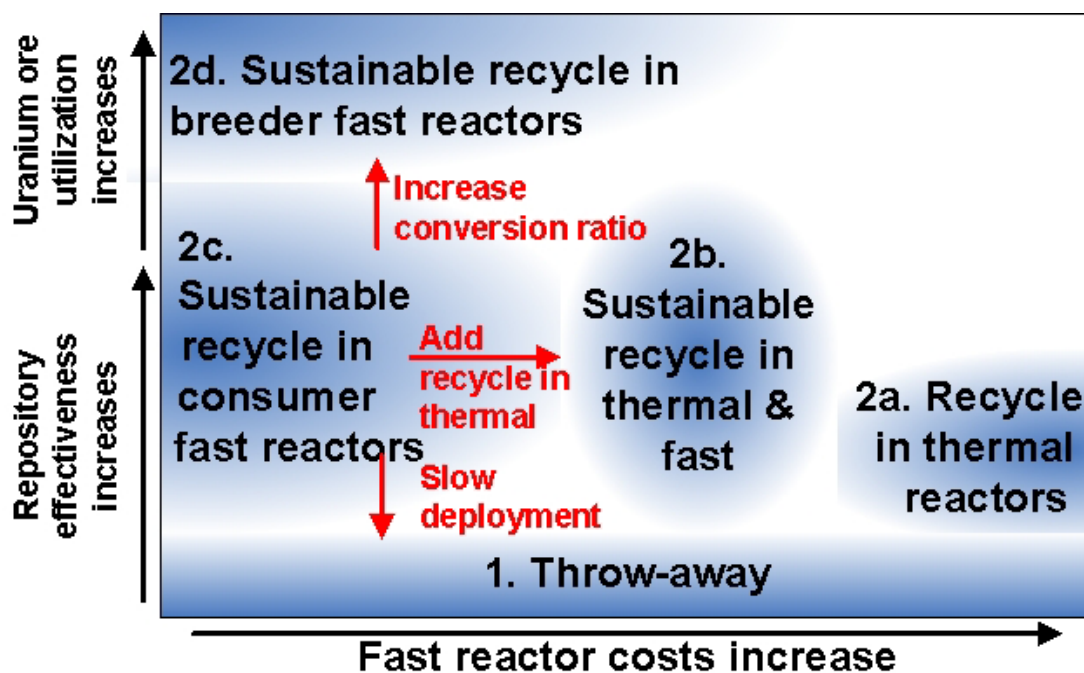 Uranium ore
utilization
increases
Repository
effectiveness
increases
2d. Sustainable recycle in
breeder fast reactors
Increase
conversion ratio
2c.
Sustainable
recycle in
consumer
fast reactors
Add
recycle in
thermal
Slow
deployment
2b.
Sustainable
recycle in
thermal &
fast
2a. Recycle
in thermal
reactors
1. Throw-away
Fast reactor costs increase